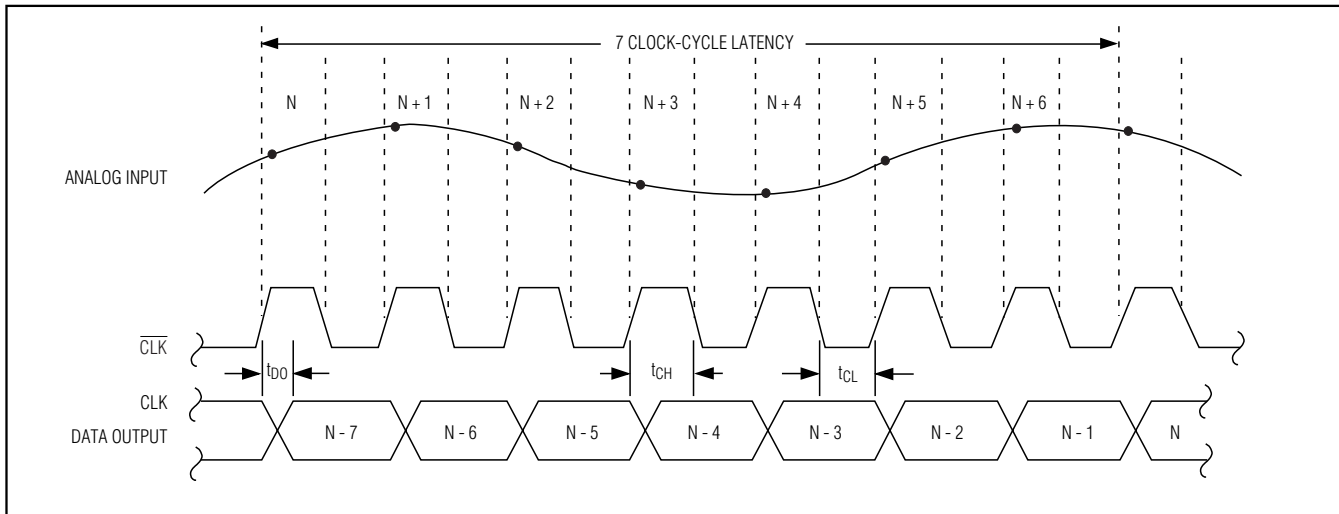 7 CLOCK-CYCLE LATENCY
N N + 1 N + 2 N + 3 N + 4 N + 5 N + 6
ANALOG INPUT
CLK
tDO tCH tCL
CLK
DATA OUTPUT
N - 7 N - 6 N - 5 N - 4 N - 3 N - 2 N - 1 N